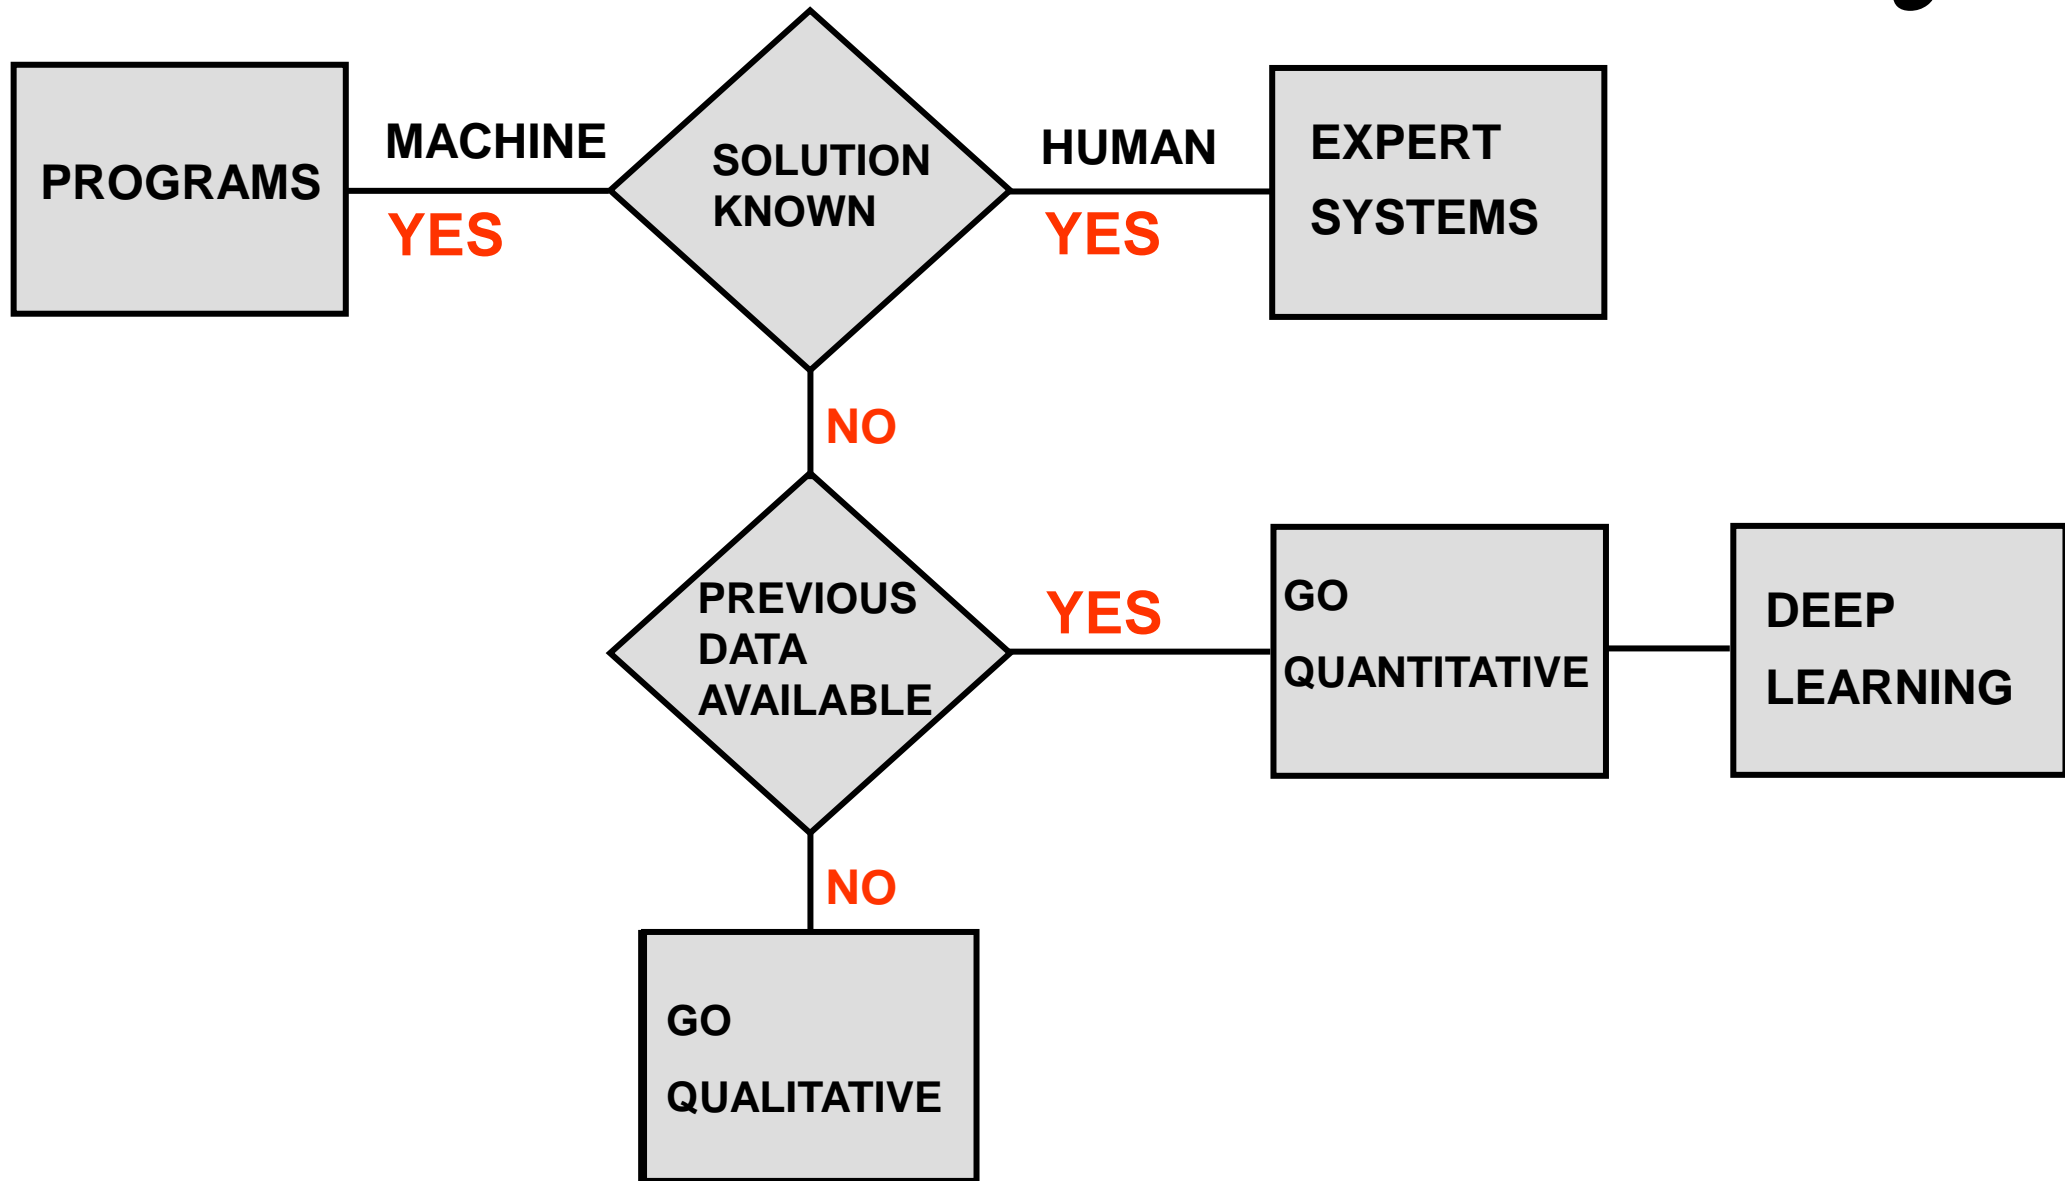 PROGRAMS
MACHINE
YES
SOLUTION
KNOWN
HUMAN
YES
EXPERT
SYSTEMS
NO
PREVIOUS
DATA
AVAILABLE
YES
GO
QUANTITATIVE
DEEP
LEARNING
NO
GO
QUALITATIVE